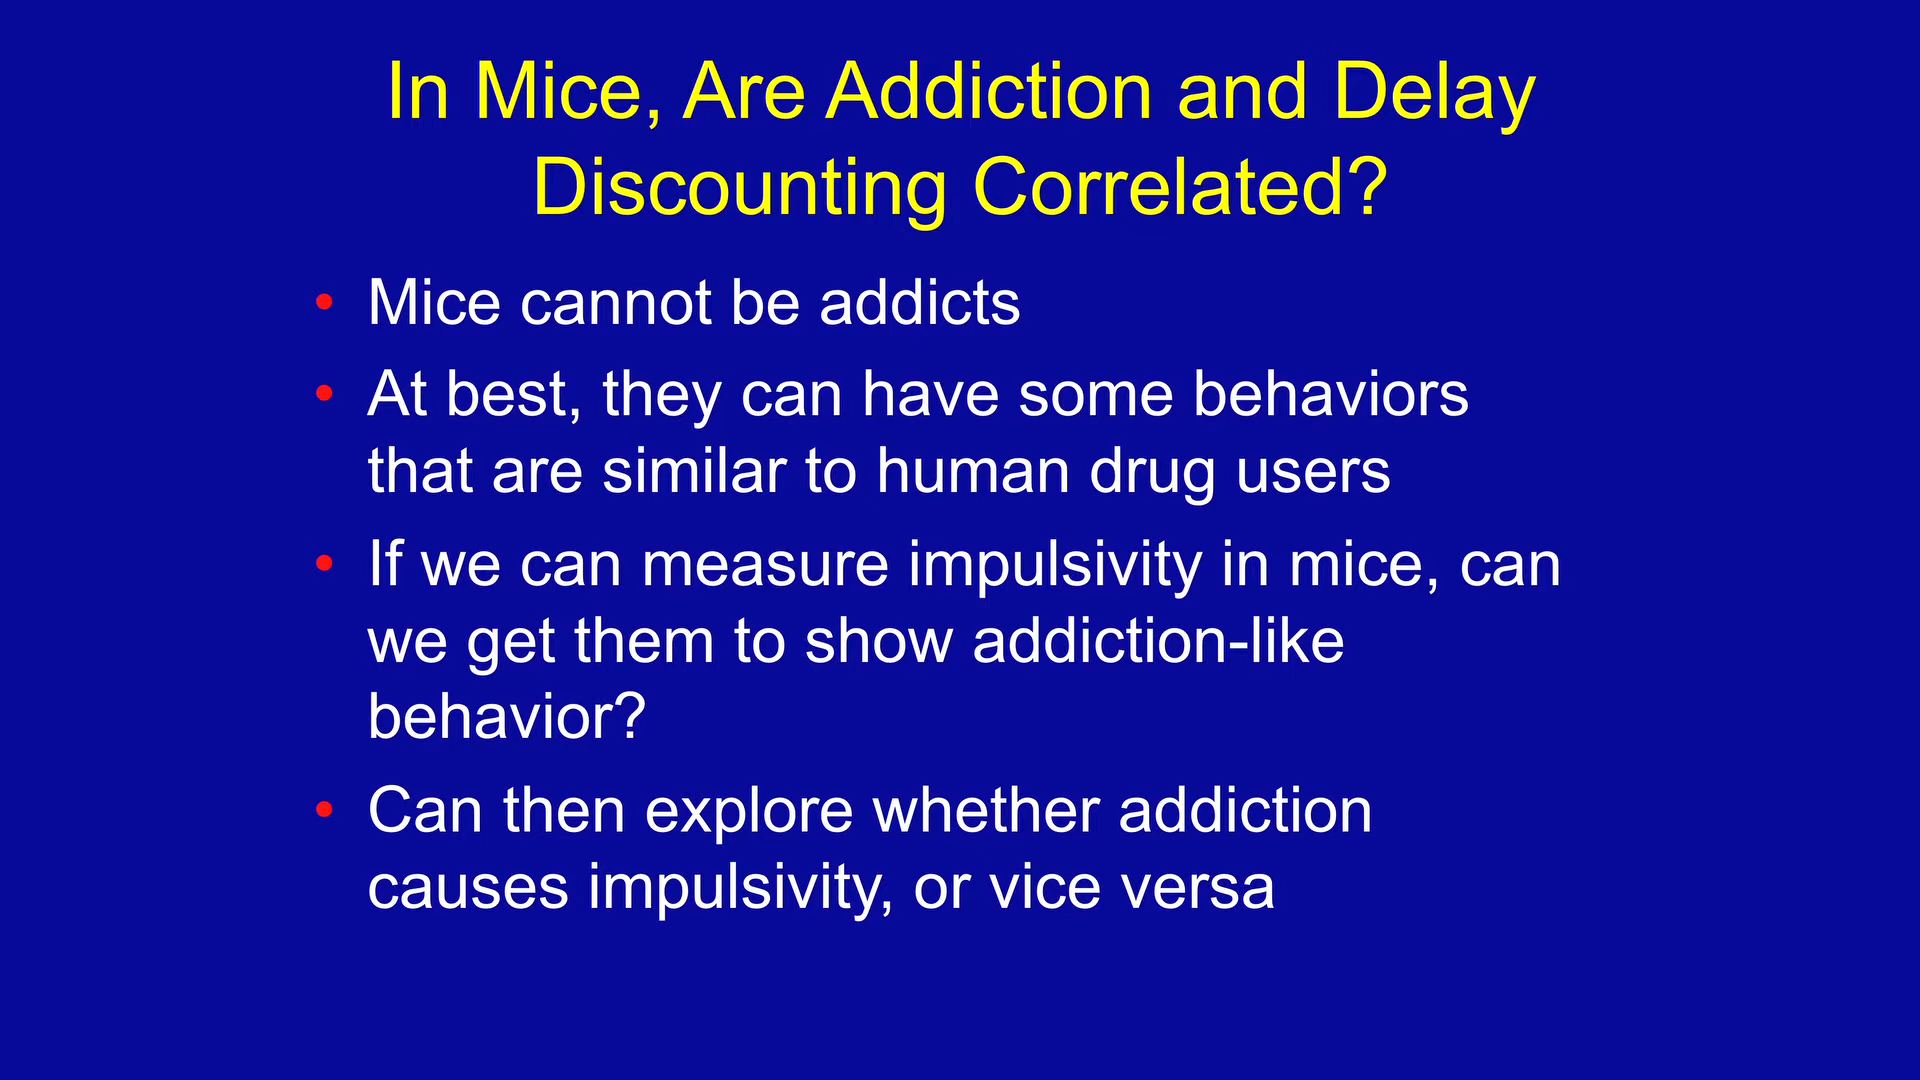 In Mice, Are Addiction and Delay
Discounting Correlated?
• Mice cannot be addicts
• At best, they can have some behaviors
that are similar to human drug users
• If we can measure impulsivity in mice, can
we get them to show addiction-like
behavior?
• Can then explore whether addiction
causes impulsivity, or vice versa